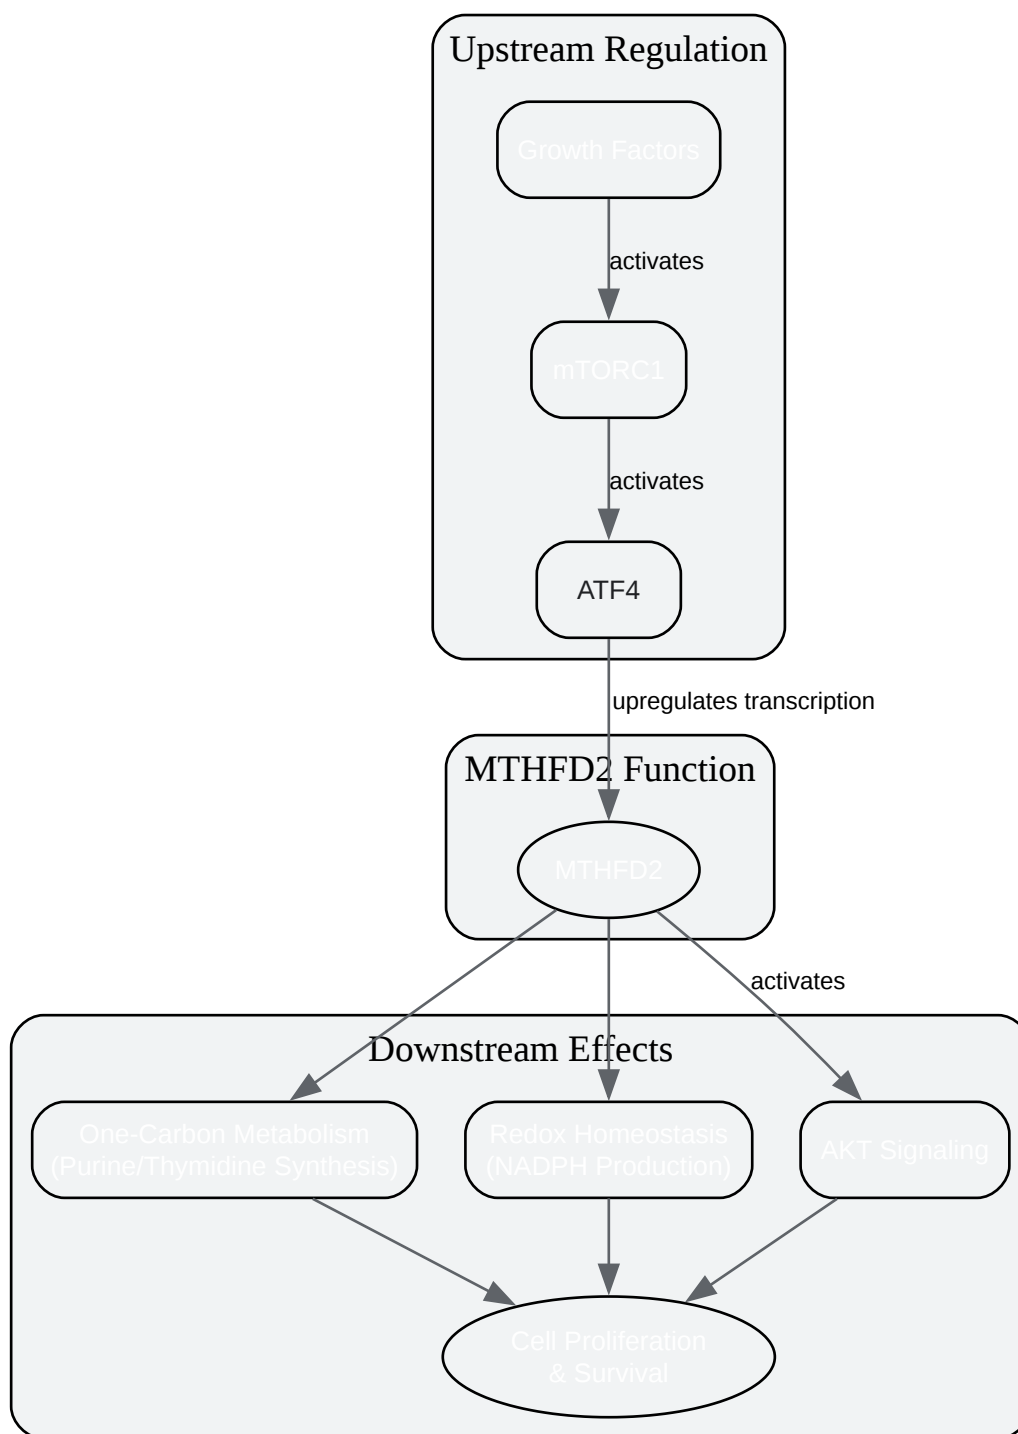 Upstream Regulation
Growth Factors
activates
mTORC1
activates
ATF4
upregulates transcription
MTHFD2 Function
MTHFD2
activates
Downstream Effects
One-Carbon Metabolism
(Purine/Thymidine Synthesis)
Redox Homeostasis
(NADPH Production)
AKT Signaling
Cell Proliferation
& Survival